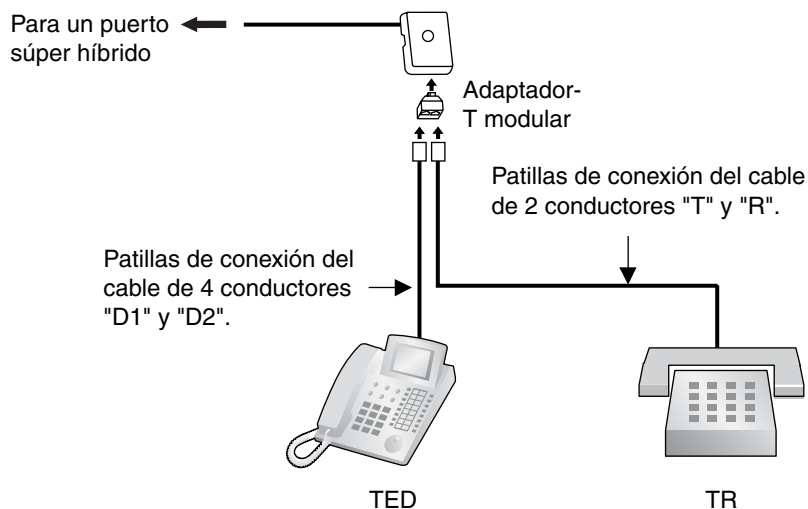 Para un puerto
súper híbrido
Adaptador-
T modular
Patillas de conexión del cable
de 2 conductores "T" y "R".
Patillas de conexión del
cable de 4 conductores
"D1" y "D2".
TED
TR